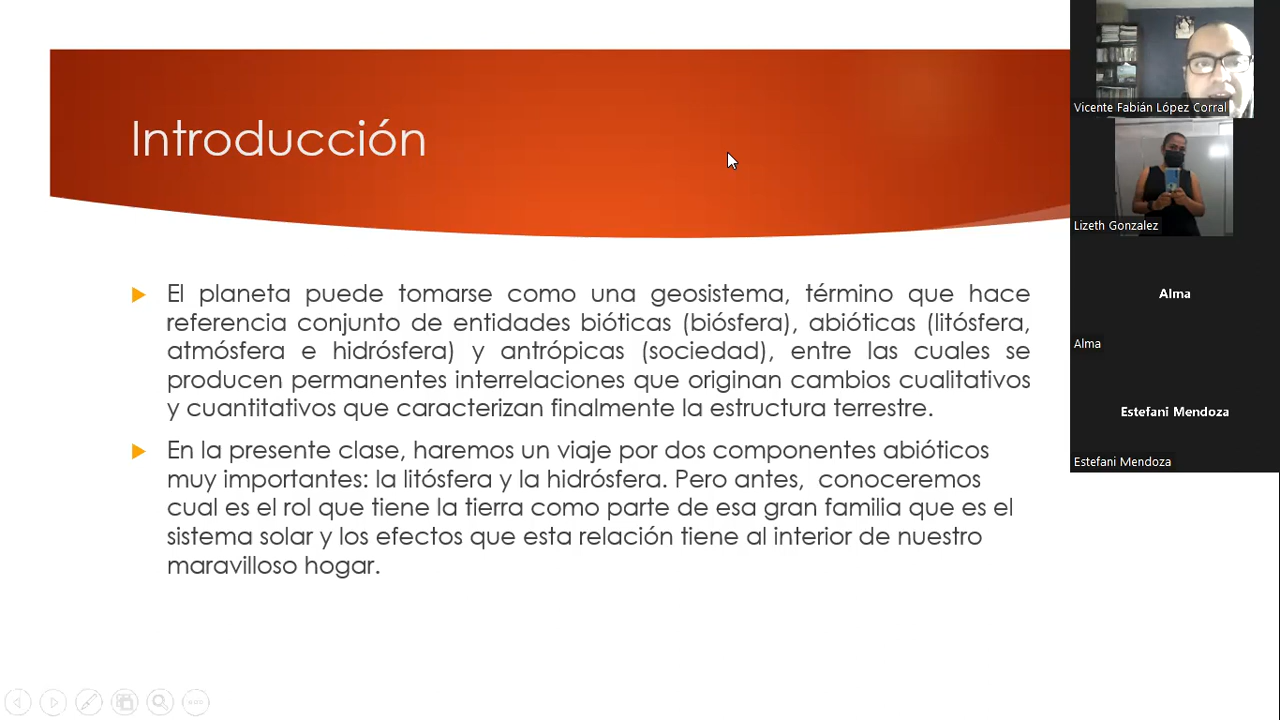 Introducción
El planeta puede tomarse como una geosistema, término que hace
referencia conjunto de entidades bióticas (biósfera), abióticas (litósfera,
atmósfera e hidrósfera) y antrópicas (sociedad), entre las cuales se
producen permanentes interrelaciones que originan cambios cualitativos
y cuantitativos que caracterizan finalmente la estructura terrestre.
En la presente clase, haremos un viaje por dos componentes abióticos
muy importantes: la litósfera y la hidrósfera. Pero antes, conoceremos
cual es el rol que tiene la tierra como parte de esa gran familia que es el
sistema solar y los efectos que esta relación tiene al interior de nuestro
maravilloso hogar.
Vicente Fabián López Corral
Lizeth Gonzalez
Alma
Alma
Estefani Mendoza
Estefani Mendoza